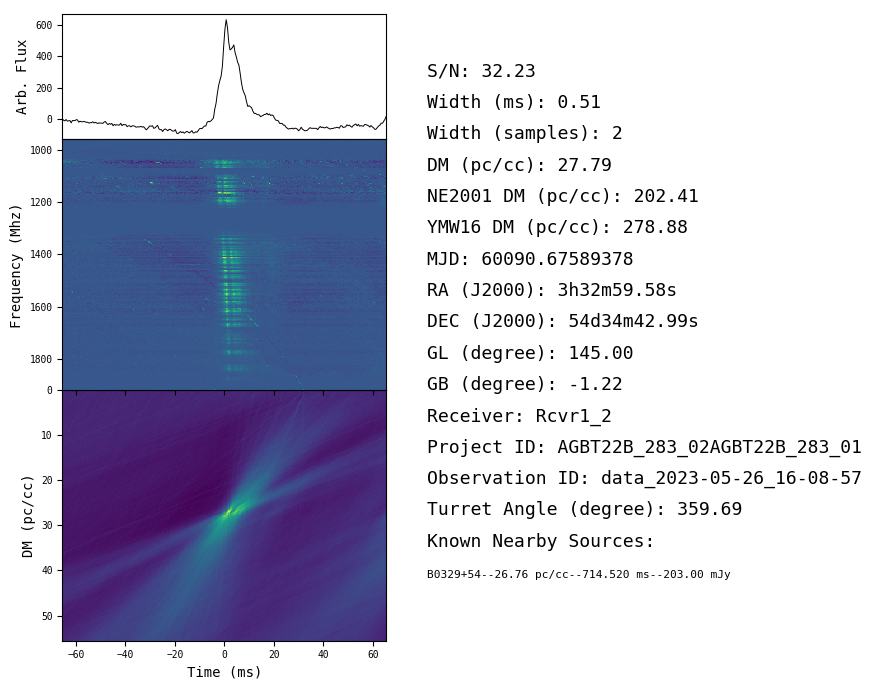 600
400
200
0
Arb. Flux
1000
1200
1400
1600
1800
Frequency (Mhz)
0
10
20
30
40
50
DM (pc/cc)
−60
−40
−20
0
20
40
60
Time (ms)
S/N: 32.23
Width (ms): 0.51
Width (samples): 2
DM (pc/cc): 27.79
NE2001 DM (pc/cc): 202.41
YMW16 DM (pc/cc): 278.88
MJD: 60090.67589378
RA (J2000): 3h32m59.58s
DEC (J2000): 54d34m42.99s
GL (degree): 145.00
GB (degree): -1.22
Receiver: Rcvr1_2
Project ID: AGBT22B_283_02AGBT22B_283_01
Observation ID: data_2023-05-26_16-08-57
Turret Angle (degree): 359.69
Known Nearby Sources:
B0329+54--26.76 pc/cc--714.520 ms--203.00 mJy